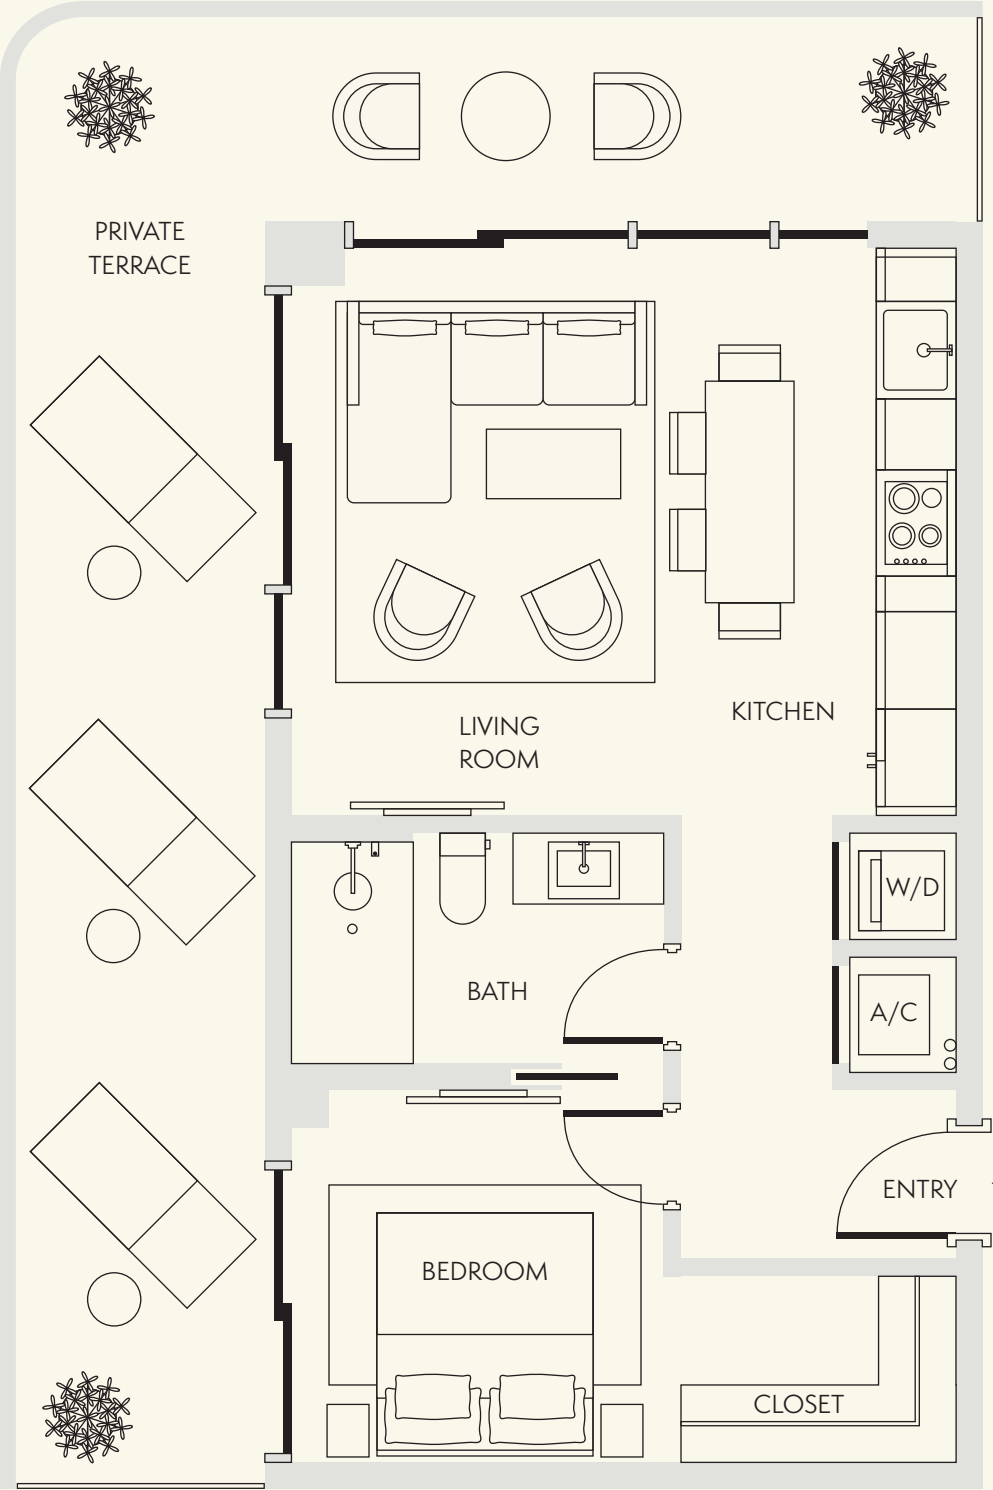 PRIVATE
TERRACE
LIVING
ROOM
KITCHEN
W/D
BATH
A/C
ENTRY
BEDROOM
CLOSET